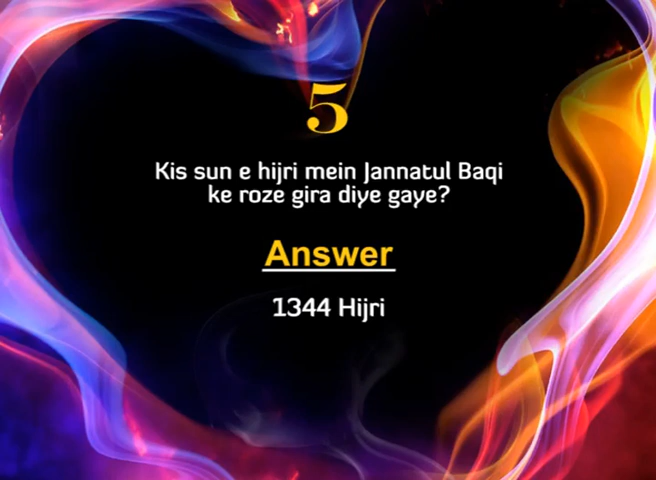 5
Kis sun e hijri mein Jannatul Baqi
ke roze gira diye gaye?
Answer
1344 Hijri